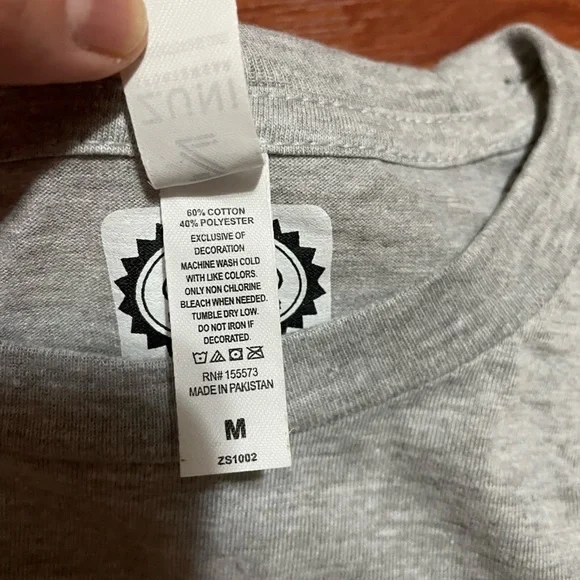 60% COTTON
40% POLYESTER
EXCLUSIVE OF
DECORATION
MACHINE WASH COLD
WITH LIKE COLORS.
ONLY NON CHLORINE
BLEACH WHEN NEEDED.
TUMBLE DRY LOW.
DO NOT IRON IF
DECORATED.
RN# 155573
MADE IN PAKISTAN
M
ZS1002